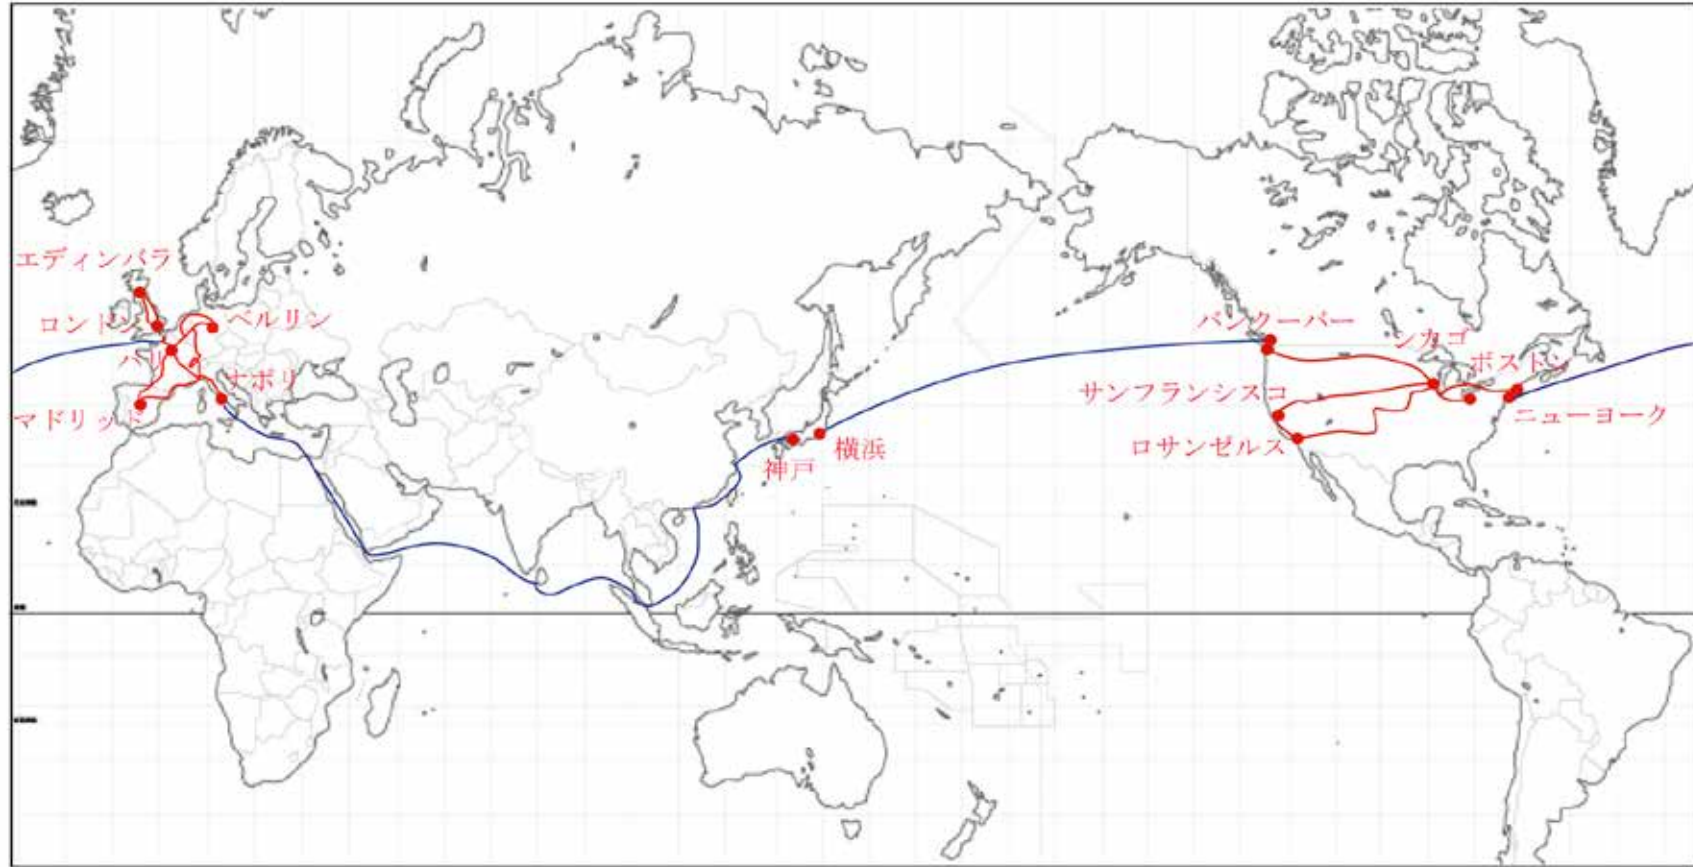 エディンバラ
ロンドン
ベルリン
パリ
ナポリ
マドリッド
神戸
横浜
バンクーバー
シカゴ
ボストン
サンフランシスコ
ニューヨーク
ロサンゼルス